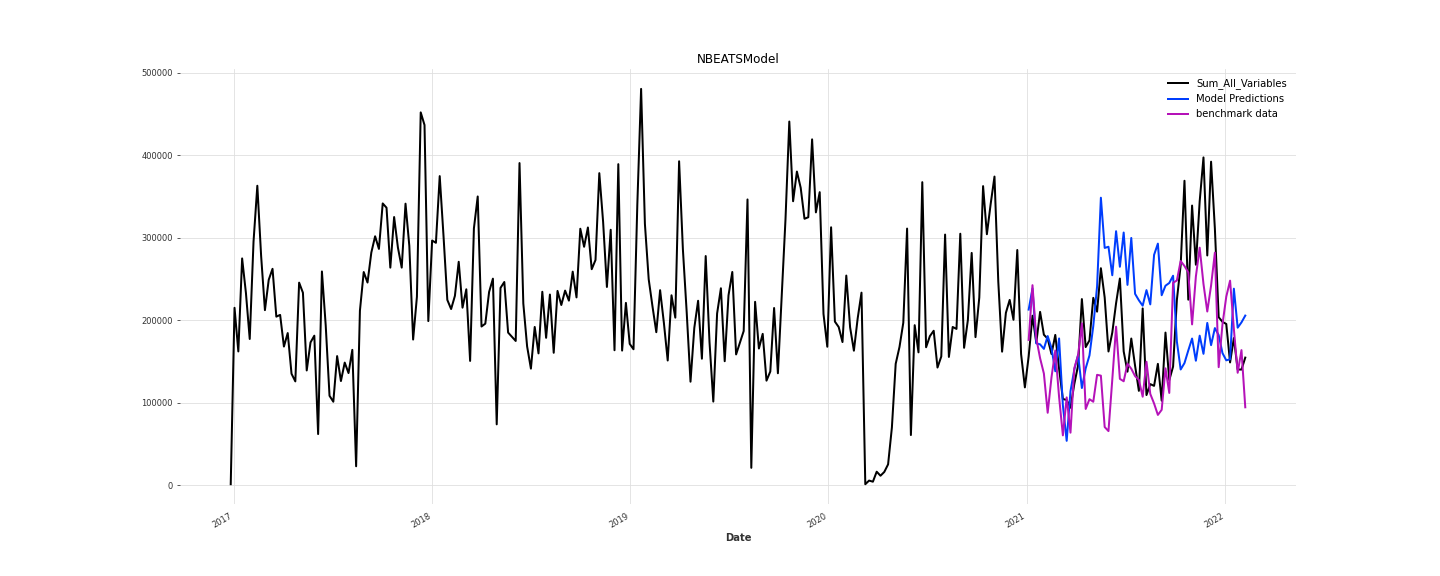 NBEATSModel
500000
400000
300000
200000
100000
0
Sum_All_Variables
Model Predictions
benchmark data
2017
2018
2019
2020
2021
2022
Date